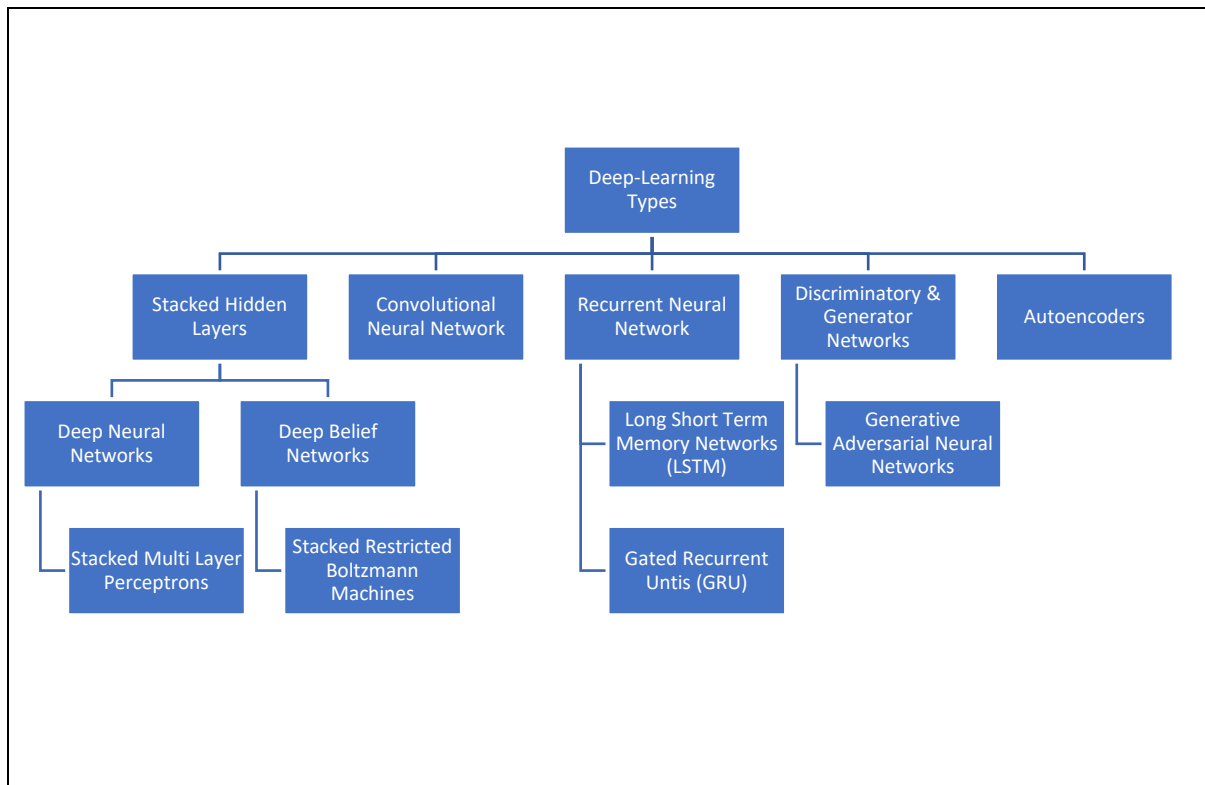 Deep-Learning
Types
Stacked Hidden
Layers
Convolutional
Neural Network
Recurrent Neural
Network
Discriminatory &
Generator
Networks
Autoencoders
Deep Neural
Networks
Deep Belief
Networks
Long Short Term
Memory Networks
(LSTM)
Generative
Adversarial Neural
Networks
Stacked Multi Layer
Perceptrons
Stacked Restricted
Boltzmann
Machines
Gated Recurrent
Untis (GRU)